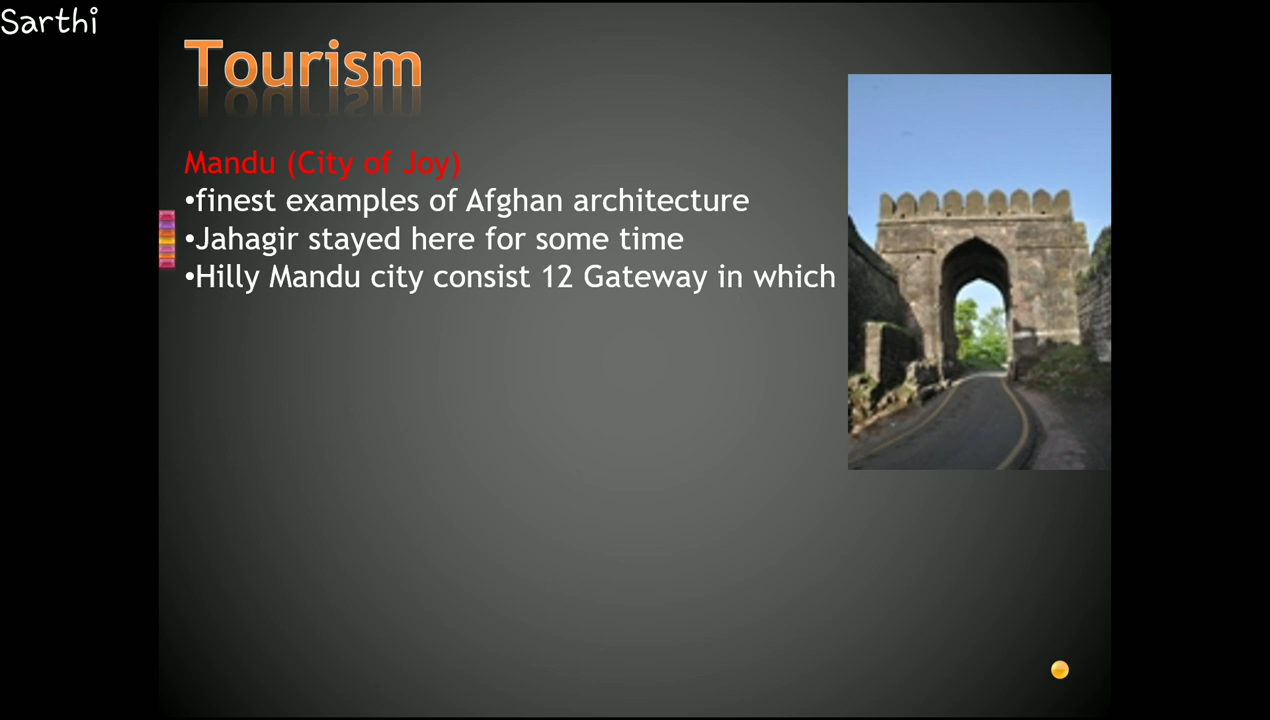 Sarthi
Tourism
Mandu (City of Joy)
•finest examples of Afghan architecture
•Jahagir stayed here for some time
•Hilly Mandu city consist 12 Gateway in which